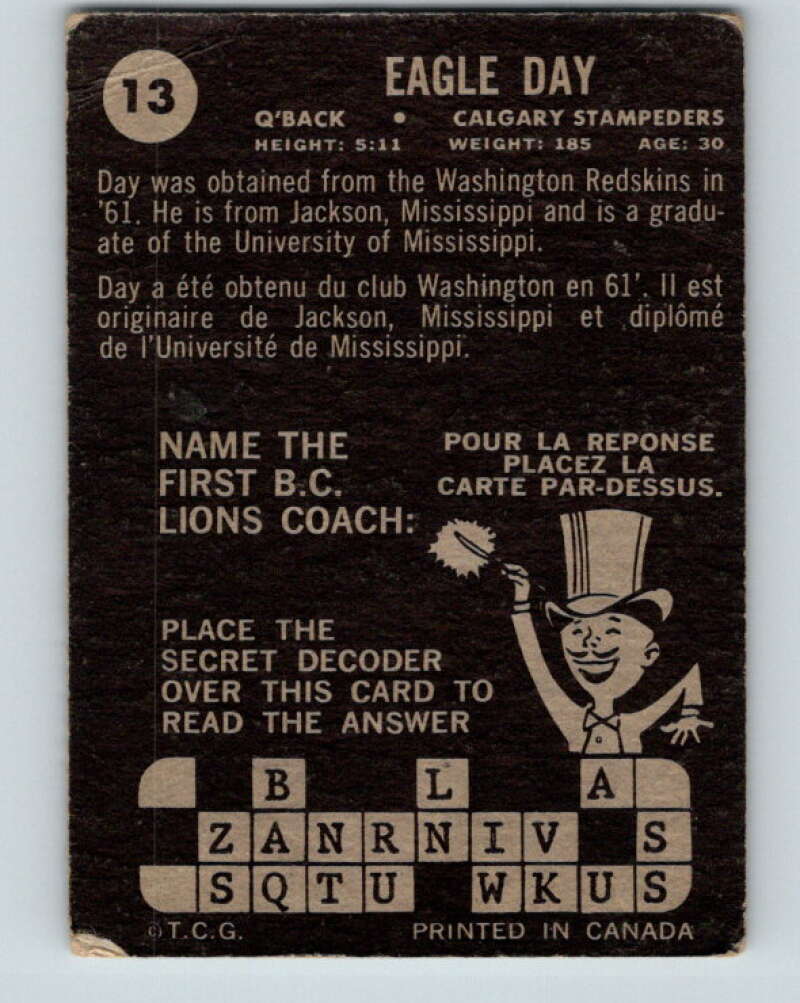 13
EAGLE DAY
Q'BACK • CALGARY STAMPEDERS
HEIGHT: 5:11 WEIGHT: 185 AGE: 30
Day was obtained from the Washington Redskins in
'61. He is from Jackson, Mississippi and is a gradu-
ate of the University of Mississippi.
Day a été obtenu du club Washington en 61'. Il est
originaire de Jackson, Mississippi et diplômé
de l'Université de Mississippi.
NAME THE
FIRST B.C.
LIONS COACH:
POUR LA REPONSE
PLACEZ LA
CARTE PAR-DESSUS.
PLACE THE
SECRET DECODER
OVER THIS CARD TO
READ THE ANSWER
B L A
Z A N R N I V S
S Q T U W K U S
©T.C.G. PRINTED IN CANADA